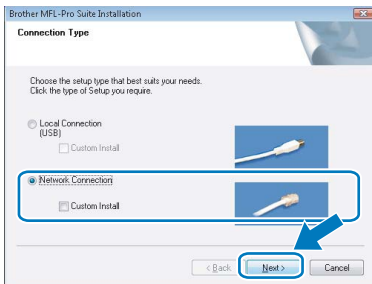 Brother MFL-Pro Suite Installation
Connection Type
Choose the setup type that best suits your needs.
Click the type of Setup you require.
Local Connection
(USB)
Custom Install
Network Connection
Custom Install
< Back
Next >
Cancel